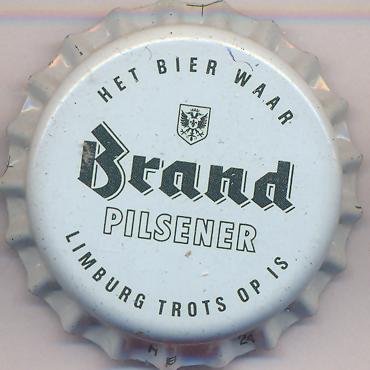 HET BIER WAAR
Brand
PILSENER
LIMBURG TROTS OP IS